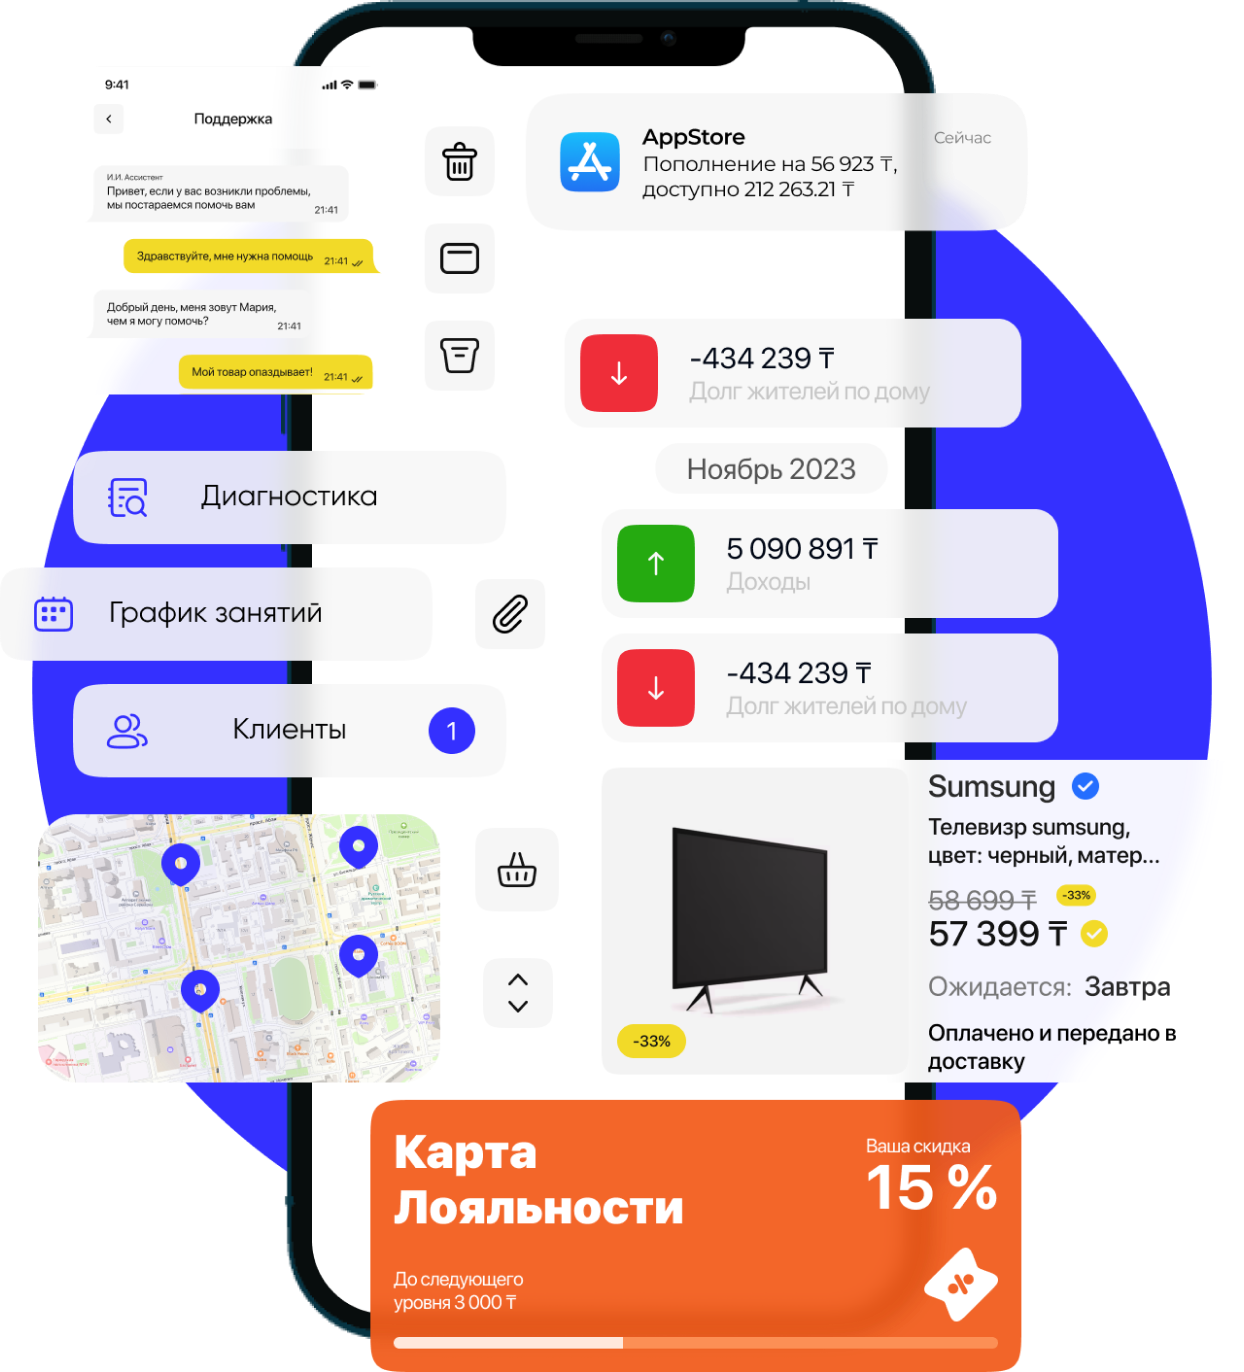 9:41
Поддержка
И.И. Ассистент
Привет, если у вас возникли проблемы,
мы постараемся помочь вам
21:41
Здравствуйте, мне нужна помощь
21:41
Добрый день, меня зовут Мария,
чем я могу помочь?
21:41
Мой товар опаздывает!
21:41
AppStore
Сейчас
Пополнение на 56 923 ₸,
доступно 212 263.21 ₸
-434 239 ₸
Долг жителей по дому
Ноябрь 2023
5 090 891 ₸
Доходы
-434 239 ₸
Долг жителей по дому
Диагностика
График занятий
Клиенты
1
-33%
Sumsung
Телевизр sumsung,
цвет: черный, матер...
58 699 ₸
-33%
57 399 ₸
Ожидается: Завтра
Оплачено и передано в
доставку
Карта
Лояльности
Ваша скидка
15 %
До следующего
уровня 3 000 ₸